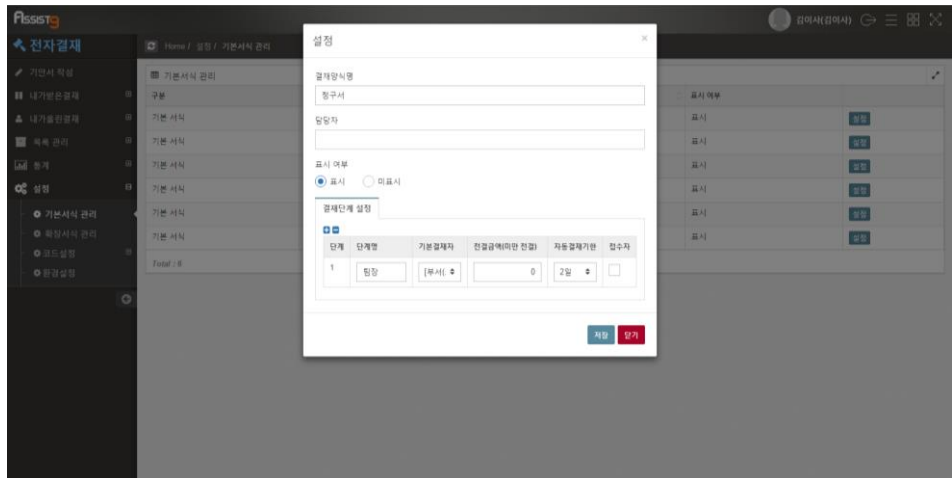 Assist9
김이사(김이사)
전자결재
Home / 설정 / 기본서식 관리
기안서 작성
내가받은결재
내가올린결재
목록 관리
통계
설정
기본서식 관리
확장서식 관리
코드설정
환경설정
기본서식 관리
구분
표시 여부
기본 서식
표시
설정
기본 서식
표시
설정
기본 서식
표시
설정
기본 서식
표시
설정
기본 서식
표시
설정
기본 서식
표시
설정
Total : 6
설정
×
결재양식명
청구서
담당자
표시 여부
표시 미표시
결재단계 설정
단계 단계명 기본결재자 전결금액(미만 전결) 자동결재기한 접수자
1 팀장 [부서(. 0 2일
저장 닫기